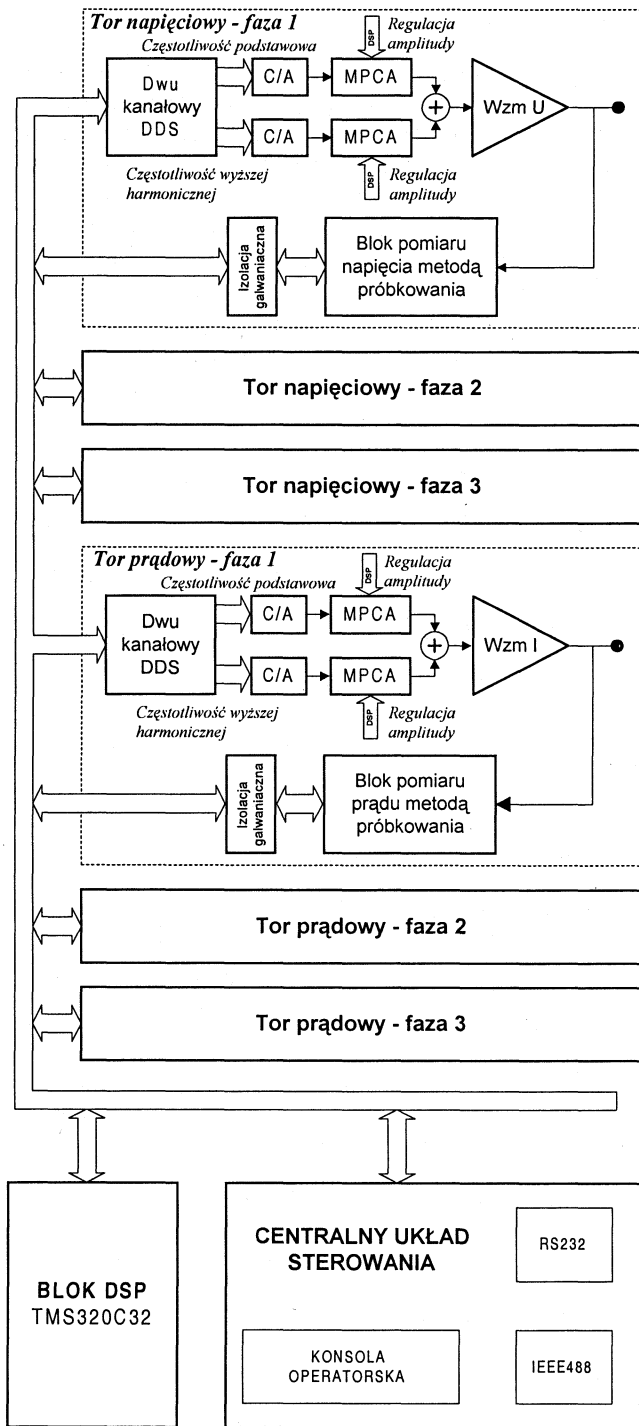 Tor napięciowy - faza 1
Częstotliwość podstawowa
DSP
Regulacja
amplitudy
Dwu
kanałowy
DDS
C/A
MPCA
+
Wzm U
C/A
MPCA
Częstotliwość wyższej
harmonicznej
DSP
Regulacja
amplitudy
Izolacja
galwaniaczna
Blok pomiaru
napięcia metodą
próbkowania
Tor napięciowy - faza 2
Tor napięciowy - faza 3
Tor prądowy - faza 1
Częstotliwość podstawowa
DSP
Regulacja
amplitudy
Dwu
kanałowy
DDS
C/A
MPCA
+
Wzm I
C/A
MPCA
Częstotliwość wyższej
harmonicznej
DSP
Regulacja
amplitudy
Izolacja
galwaniaczna
Blok pomiaru
prądu metodą
próbkowania
Tor prądowy - faza 2
Tor prądowy - faza 3
BLOK DSP
TMS320C32
CENTRALNY UKŁAD
STEROWANIA
RS232
KONSOLA
OPERATORSKA
IEEE488